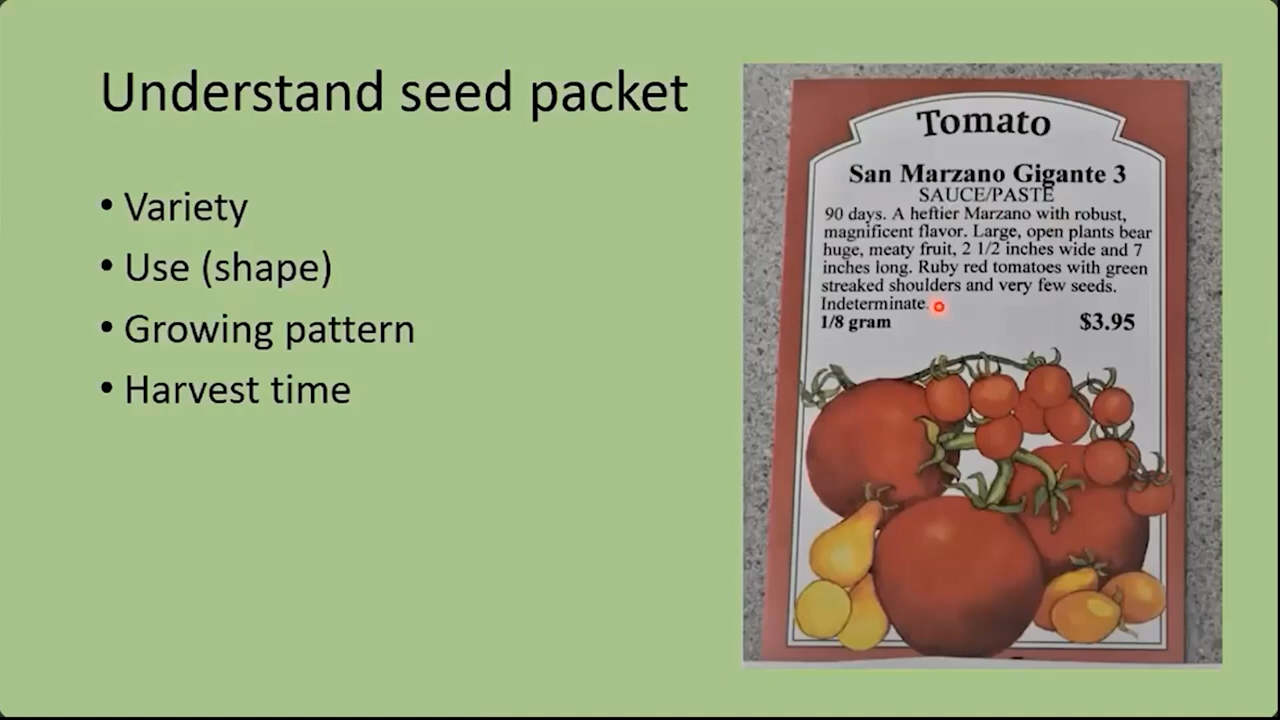 Understand seed packet
• Variety
• Use (shape)
• Growing pattern
• Harvest time
Tomato
San Marzano Gigante 3
SAUCE/PASTE
90 days. A heftier Marzano with robust,
magnificent flavor. Large, open plants bear
huge, meaty fruit, 2 1/2 inches wide and 7
inches long. Ruby red tomatoes with green
streaked shoulders and very few seeds.
Indeterminate.
1/8 gram $3.95